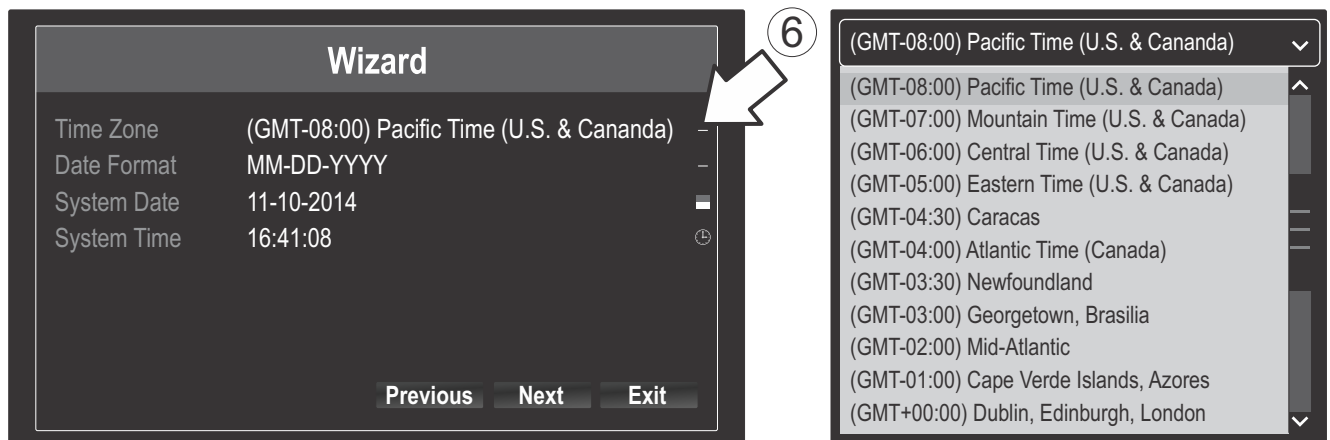 Wizard
Time Zone (GMT-08:00) Pacific Time (U.S. & Cananda)
Date Format MM-DD-YYYY
System Date 11-10-2014
System Time 16:41:08
Previous Next Exit
6
(GMT-08:00) Pacific Time (U.S. & Cananda)
(GMT-08:00) Pacific Time (U.S. & Canada)
(GMT-07:00) Mountain Time (U.S. & Canada)
(GMT-06:00) Central Time (U.S. & Canada)
(GMT-05:00) Eastern Time (U.S. & Canada)
(GMT-04:30) Caracas
(GMT-04:00) Atlantic Time (Canada)
(GMT-03:30) Newfoundland
(GMT-03:00) Georgetown, Brasilia
(GMT-02:00) Mid-Atlantic
(GMT-01:00) Cape Verde Islands, Azores
(GMT+00:00) Dublin, Edinburgh, London